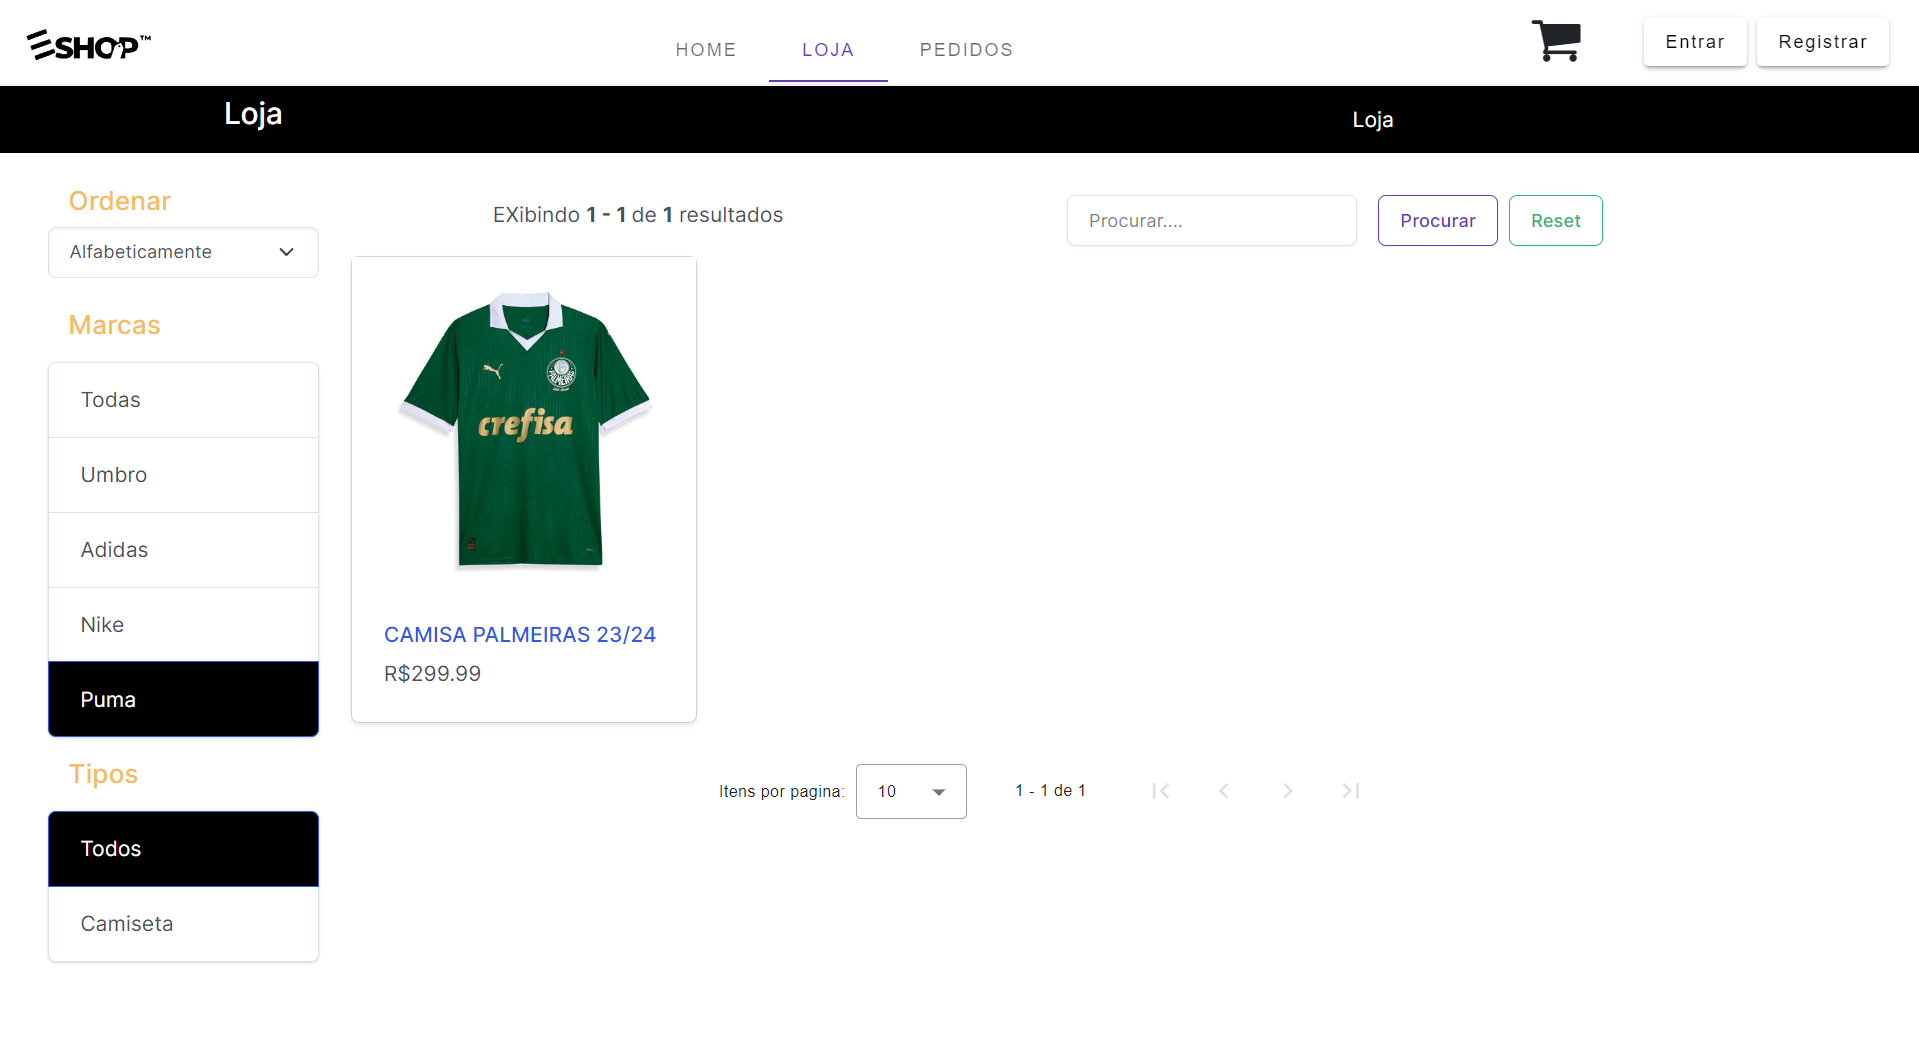 ESHOP™
HOME
LOJA
PEDIDOS
Entrar
Registrar
Loja
Loja
Ordenar
Alfabeticamente
Marcas
Todas
Umbro
Adidas
Nike
Puma
Tipos
Todos
Camiseta
EXibindo 1 - 1 de 1 resultados
Procurar....
Procurar
Reset
PALMEIRAS
crefisa
CAMISA PALMEIRAS 23/24
R$299.99
Itens por pagina:
10
1 - 1 de 1